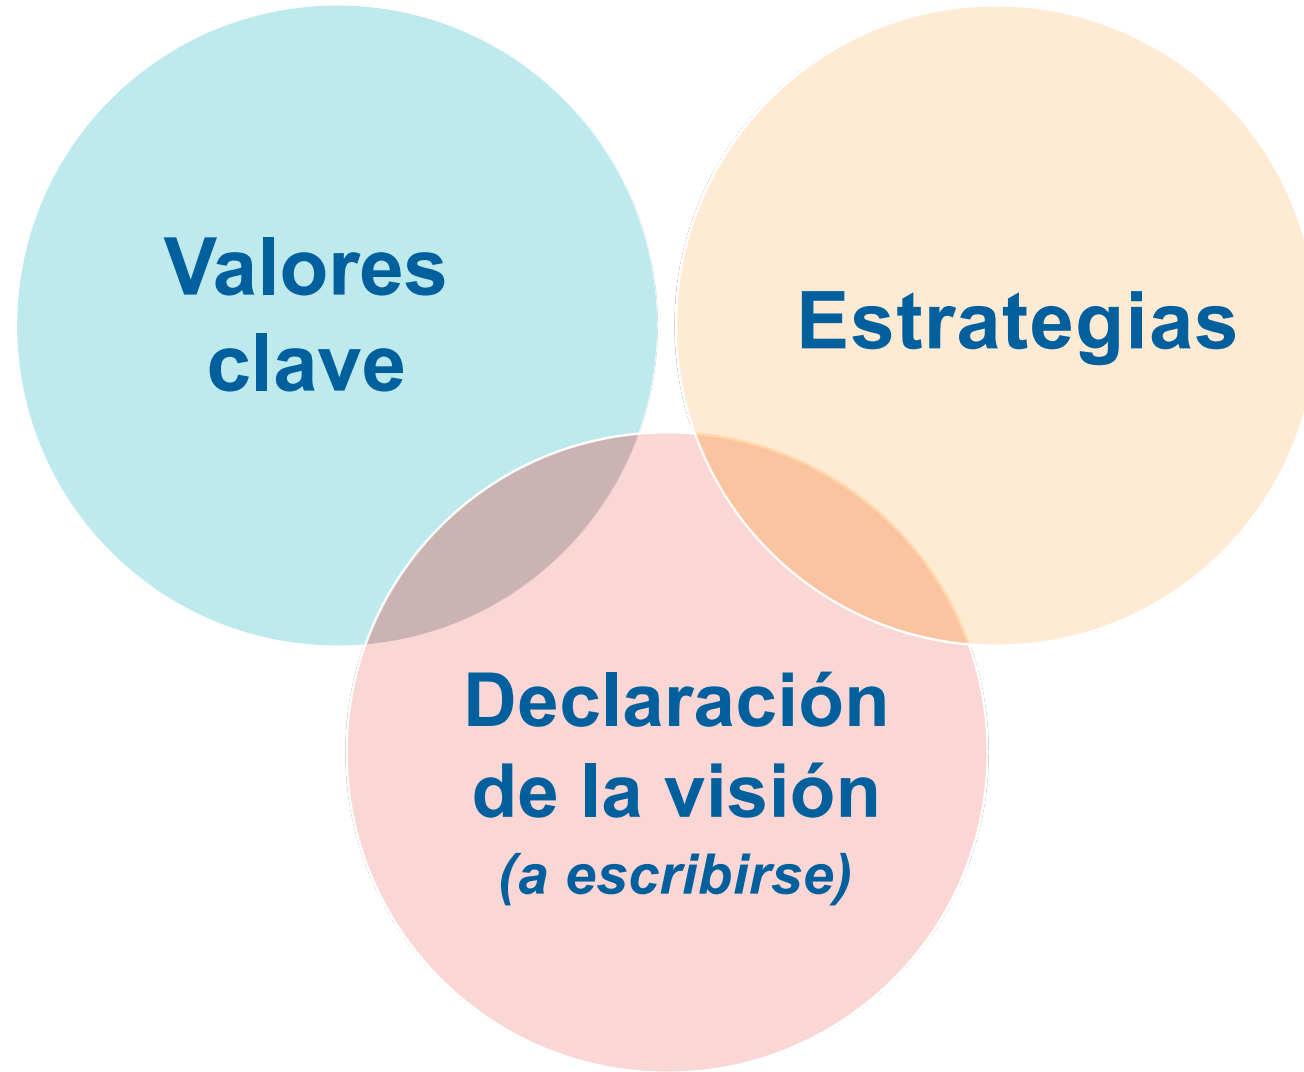 Valores
clave
Estrategias
Declaración
de la visión
(a escribirse)